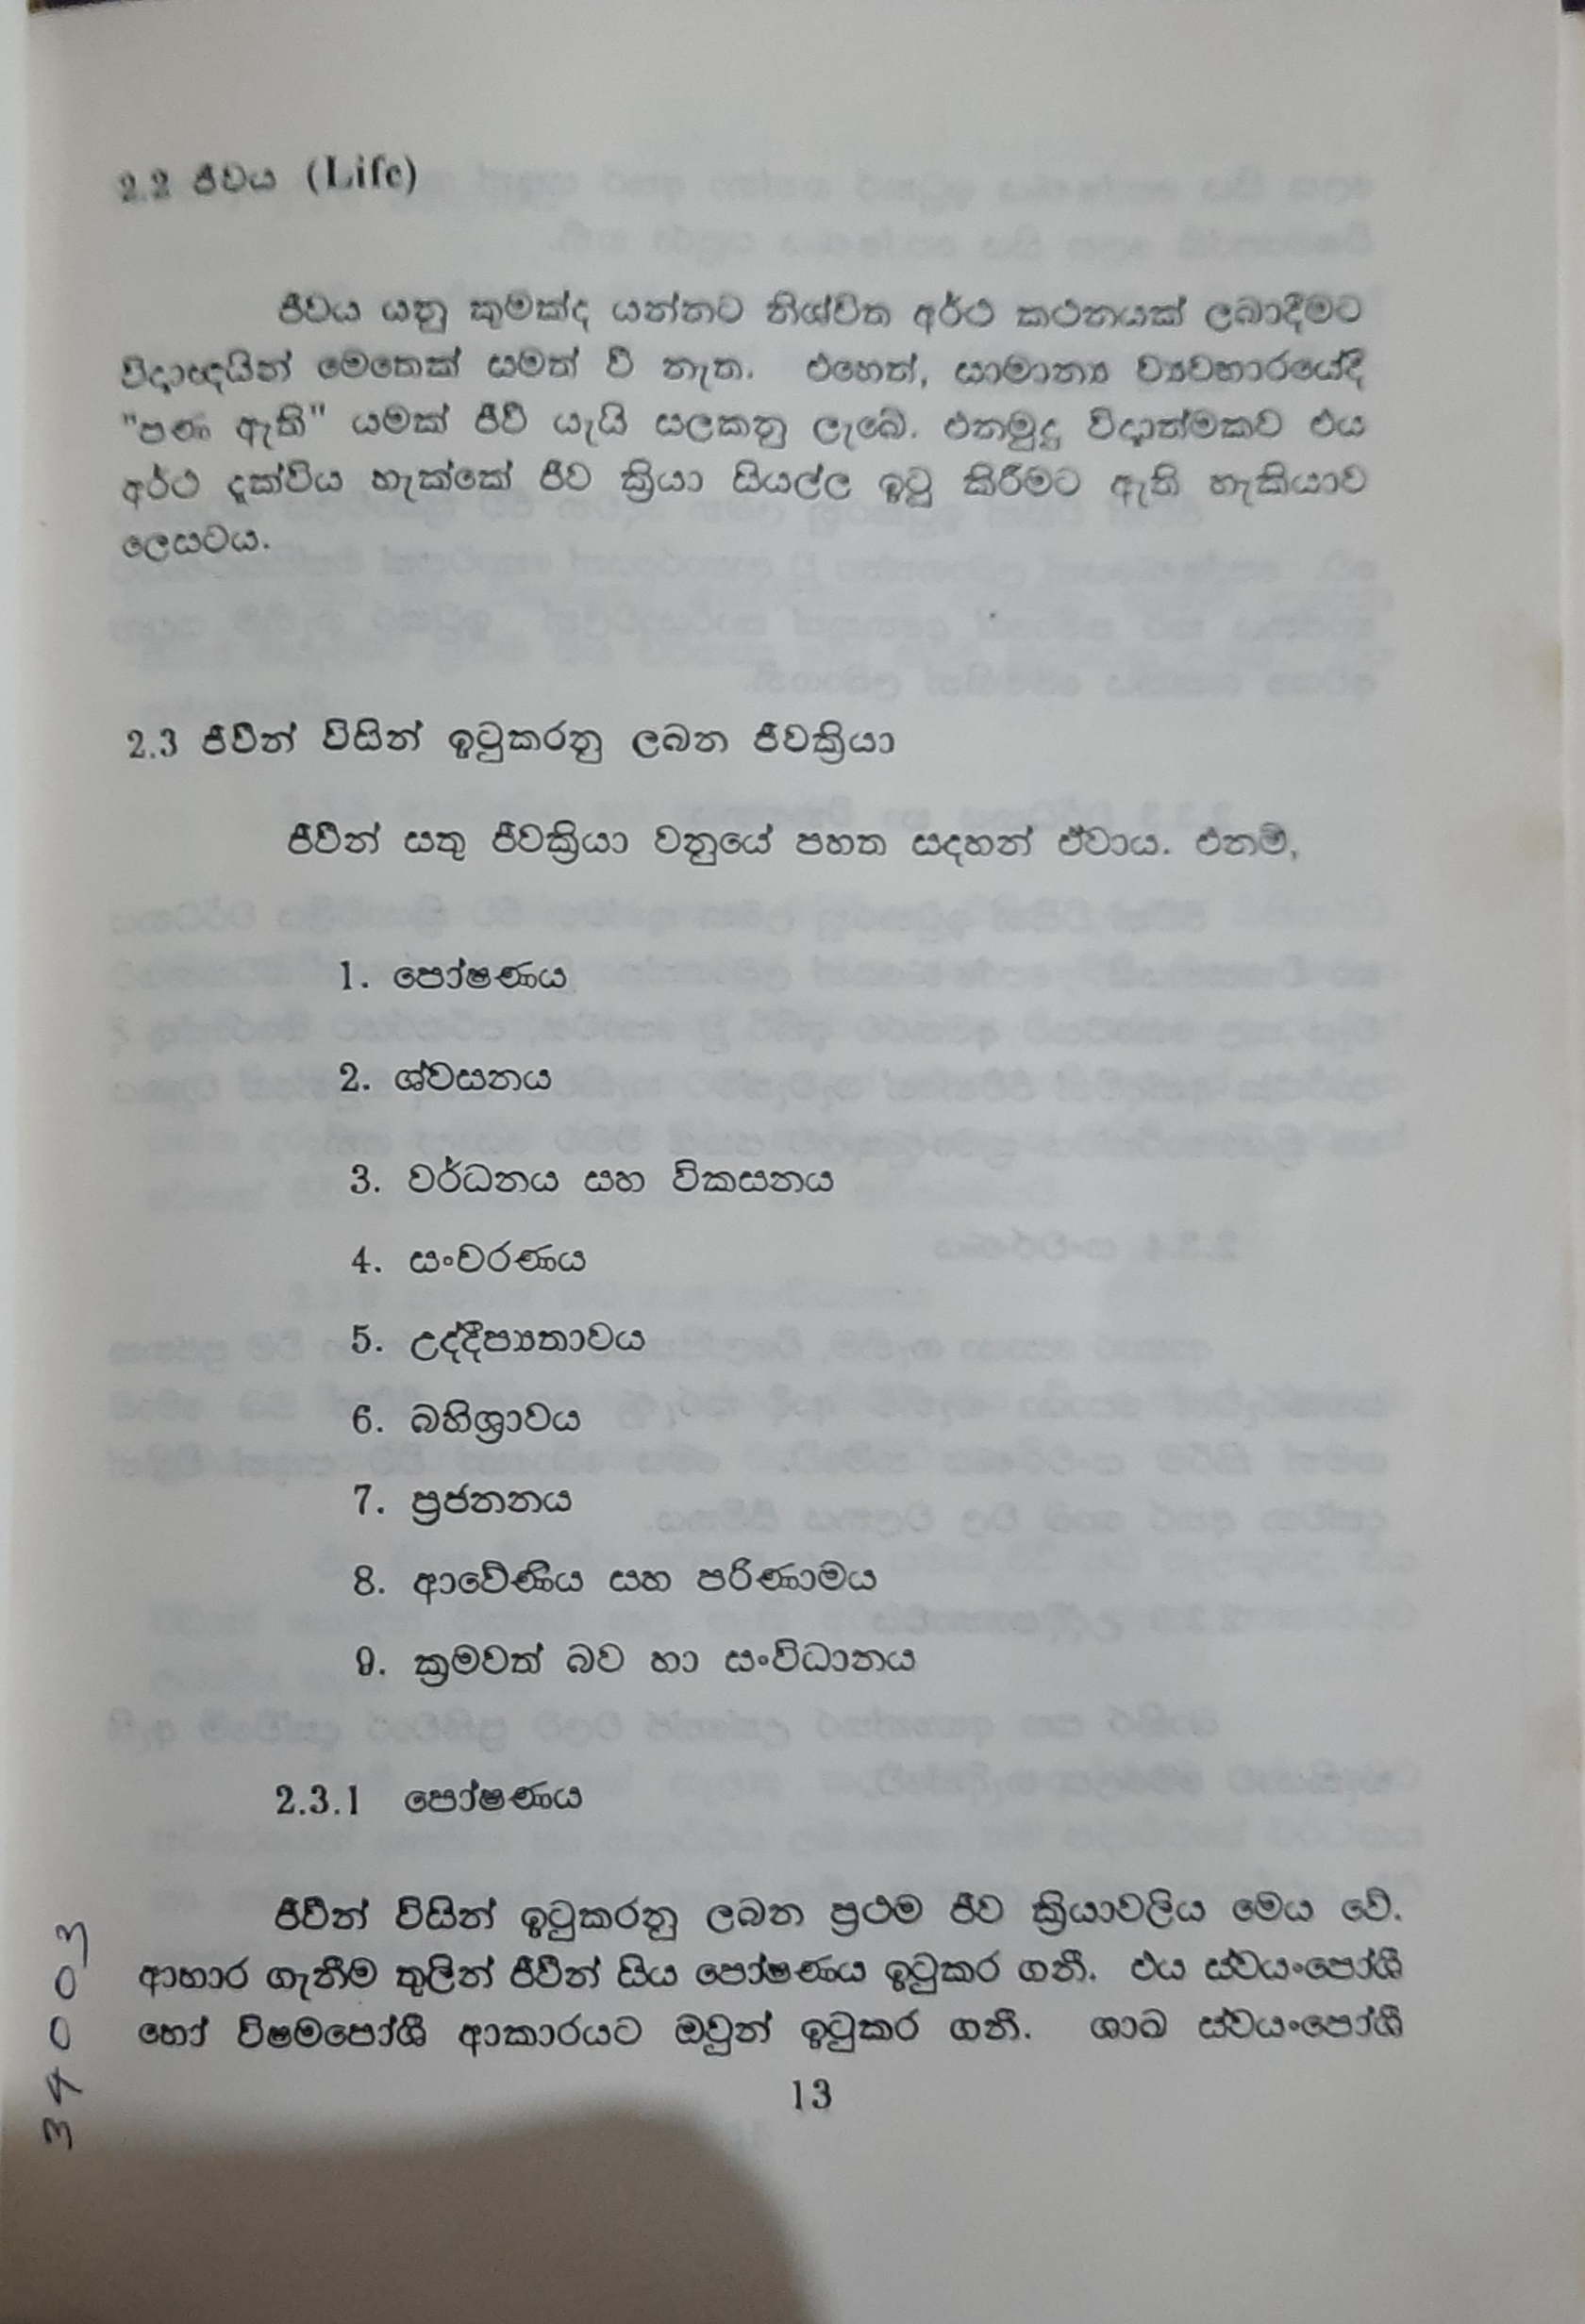 2.2 ජීවය (Life)
ජීවය යනු කුමක්ද යන්නට නිශ්චිත අර්ථ කථනයක් ලබාදීමට
විද්‍යාඥයින් මෙතෙක් සමත් වී නැත. එහෙත්, සාමාන්‍ය ව්‍යවහාරයේදී
"පණ ඇති" යමක් ජීවී යැයි සලකනු ලැබේ. එනමුදු විද්‍යාත්මකව එය
අර්ථ දැක්විය හැක්කේ ජීව ක්‍රියා සියල්ල ඉටු කිරීමට ඇති හැකියාව
ලෙසටය.
2.3 ජීවීන් විසින් ඉටුකරනු ලබන ජීවක්‍රියා
ජීවීන් සතු ජීවක්‍රියා වනුයේ පහත සදහන් ඒවාය. එනම්,
1. පෝෂණය
2. ශ්වසනය
3. වර්ධනය සහ විකසනය
4. සංචරණය
5. උද්දීප්‍යතාවය
6. බහිශ්‍රාවය
7. ප්‍රජනනය
8. ආවේණිය සහ පරිණාමය
9. ක්‍රමවත් බව හා සංවිධානය
2.3.1 පෝෂණය
ජීවීන් විසින් ඉටුකරනු ලබන ප්‍රථම ජීව ක්‍රියාවලිය මෙය වේ.
ආහාර ගැනීම තුලින් ජීවීන් සිය පෝෂණය ඉටුකර ගනී. එය ස්වයංපෝශී
හෝ විෂමපෝශී ආකාරයට ඔවුන් ඉටුකර ගනී. ශාඛ ස්වයංපෝශී
13
34003